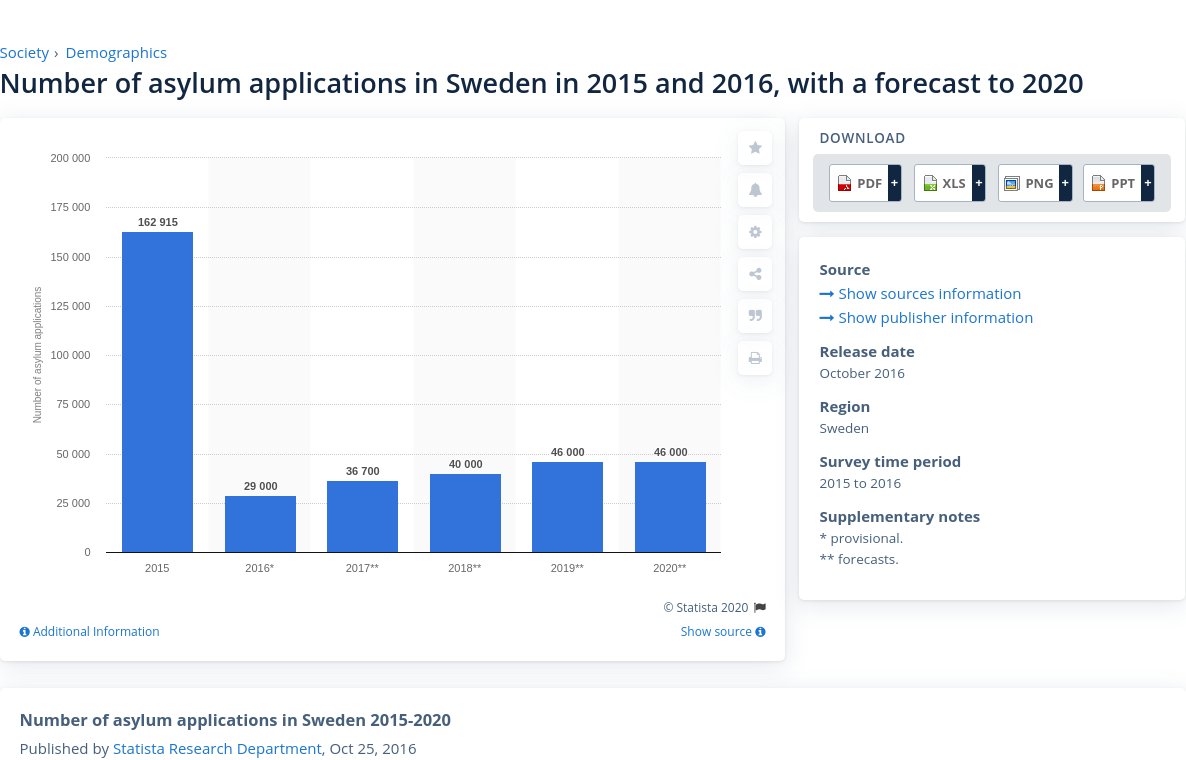 Society › Demographics
Number of asylum applications in Sweden in 2015 and 2016, with a forecast to 2020
Number of asylum applications
200 000
175 000
150 000
125 000
100 000
75 000
50 000
25 000
0
162 915
29 000
36 700
40 000
46 000
46 000
2015
2016*
2017**
2018**
2019**
2020**
© Statista 2020
Additional Information
Show source
DOWNLOAD
PDF + XLS + PNG + PPT +
Source
Show sources information
Show publisher information
Release date
October 2016
Region
Sweden
Survey time period
2015 to 2016
Supplementary notes
* provisional.
** forecasts.
Number of asylum applications in Sweden 2015-2020
Published by Statista Research Department, Oct 25, 2016